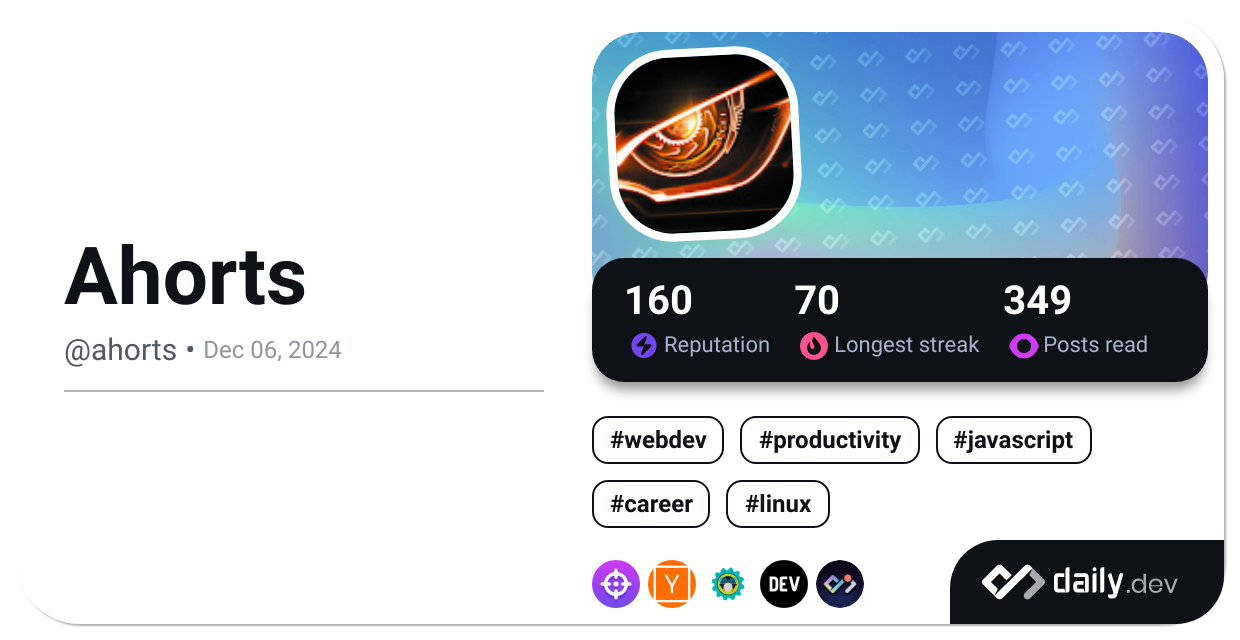 Ahorts
@ahorts • Dec 06, 2024
160 70 349
Reputation Longest streak Posts read
#webdev #productivity #javascript
#career #linux
Y DEV
daily.dev